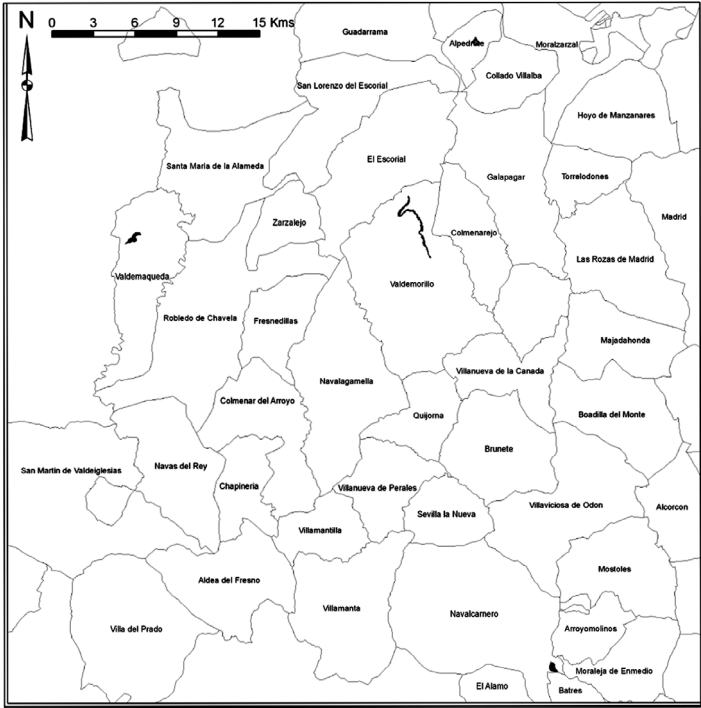 N
0 3 6 9 12 15 Kms
Guadarrama
Alpedrete
Moralzarzal
San Lorenzo del Escorial
Collado Villalba
Hoyo de Manzanares
El Escorial
Santa Maria de la Alameda
Galapagar
Torrelodones
Madrid
Zarzalejo
Colmenarejo
Las Rozas de Madrid
Valdemaqueda
Valdemorillo
Robledo de Chavela
Fresnedillas
Majadahonda
Villanueva de la Canada
Navalagamella
Colmenar del Arroyo
Quijorna
Boadilla del Monte
Brunete
San Martin de Valdeiglesias
Navas del Rey
Chapineria
Villanueva de Perales
Sevilla la Nueva
Villaviciosa de Odon
Alcorcon
Villamantilla
Mostoles
Aldea del Fresno
Villamanta
Navalcarnero
Villa del Prado
Arroyomolinos
Moraleja de Enmedio
El Alamo
Batres